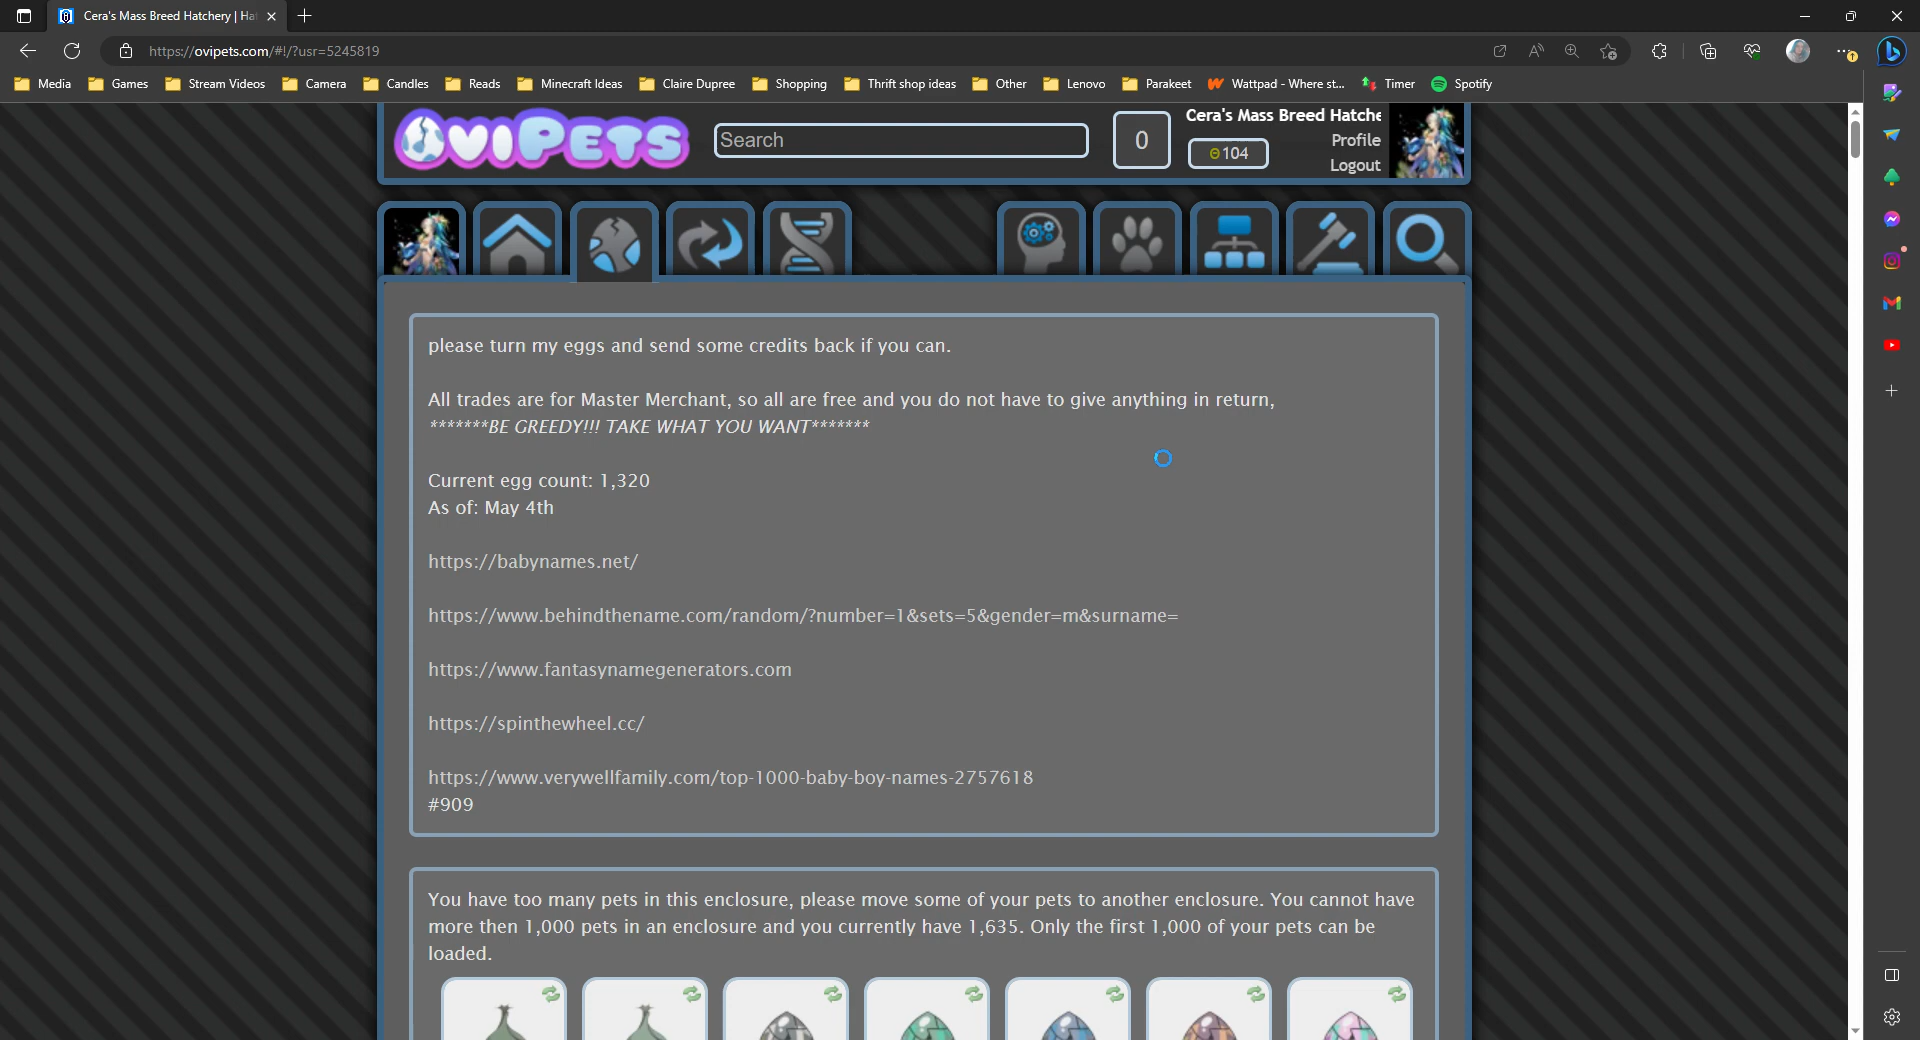 Cera's Mass Breed Hatchery | Ha
https://ovipets.com/#!/?usr=5245819
Media
Games
Stream Videos
Camera
Candles
Reads
Minecraft Ideas
Claire Dupree
Shopping
Thrift shop ideas
Other
Lenovo
Parakeet
Wattpad - Where st...
Timer
Spotify
OVIPETS
Search
0
Cera's Mass Breed Hatche
104
Profile
Logout
please turn my eggs and send some credits back if you can.
All trades are for Master Merchant, so all are free and you do not have to give anything in return,
*******BE GREEDY!!! TAKE WHAT YOU WANT*******
Current egg count: 1,320
As of: May 4th
https://babynames.net/
https://www.behindthename.com/random/?number=1&sets=5&gender=m&surname=
https://www.fantasynamegenerators.com
https://spinthewheel.cc/
https://www.verywellfamily.com/top-1000-baby-boy-names-2757618
#909
You have too many pets in this enclosure, please move some of your pets to another enclosure. You cannot have
more then 1,000 pets in an enclosure and you currently have 1,635. Only the first 1,000 of your pets can be
loaded.